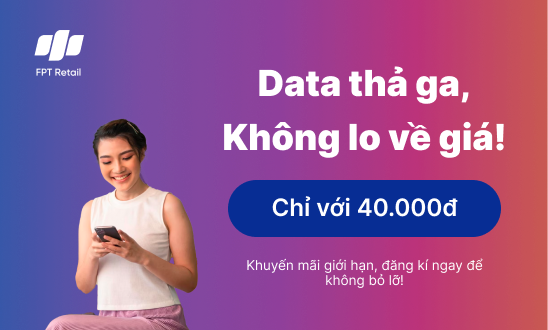 FPT Retail
Data thả ga,
Không lo về giá!
Chỉ với 40.000đ
Khuyến mãi giới hạn, đăng kí ngay để
không bỏ lỡ!